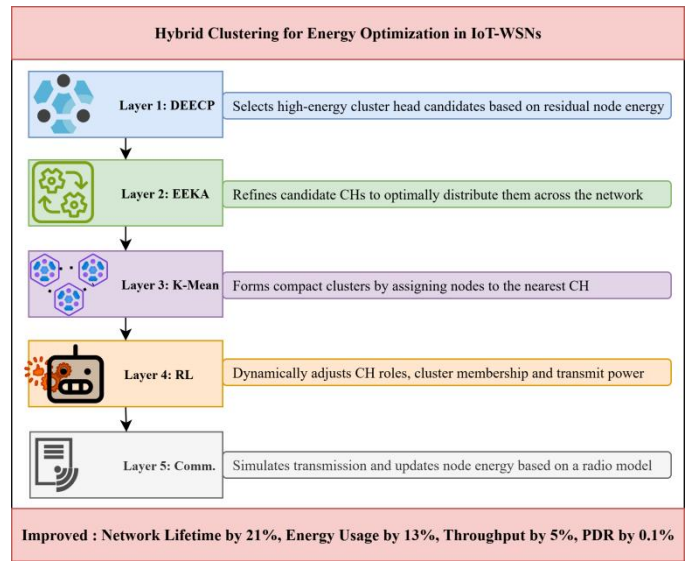 Hybrid Clustering for Energy Optimization in IoT-WSNs
Layer 1: DEECP
Selects high-energy cluster head candidates based on residual node energy
Layer 2: EEKA
Refines candidate CHs to optimally distribute them across the network
Layer 3: K-Mean
Forms compact clusters by assigning nodes to the nearest CH
Layer 4: RL
Dynamically adjusts CH roles, cluster membership and transmit power
Layer 5: Comm.
Simulates transmission and updates node energy based on a radio model
Improved : Network Lifetime by 21%, Energy Usage by 13%, Throughput by 5%, PDR by 0.1%